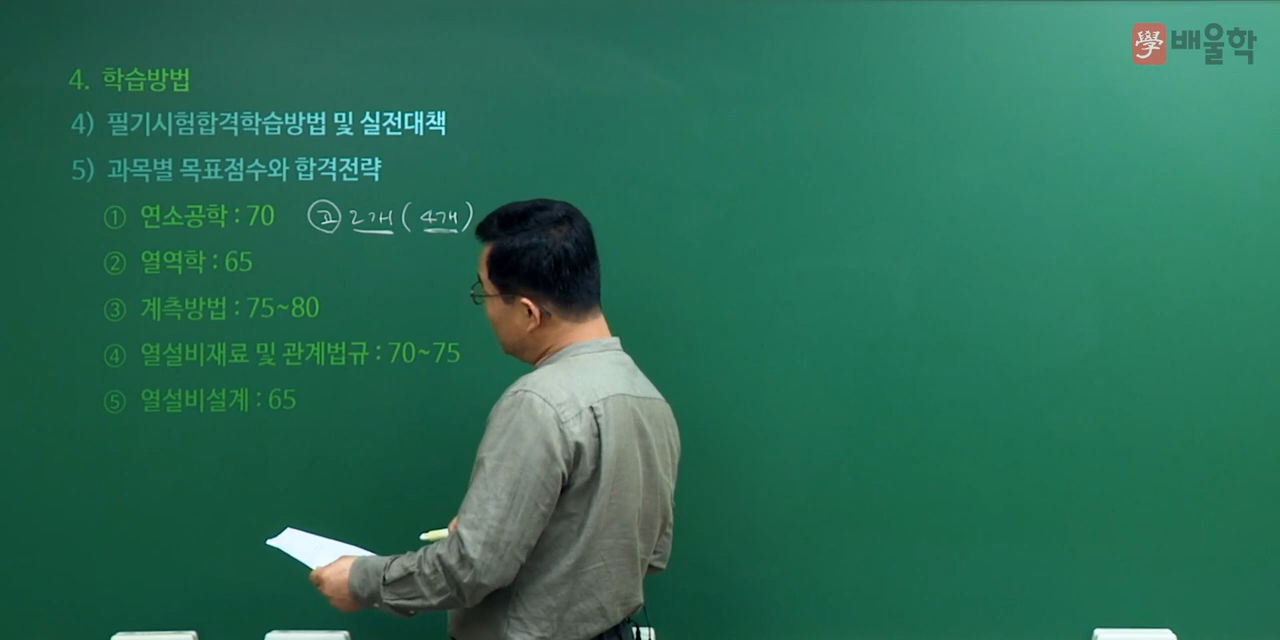 學 배울학
4. 학습방법
4) 필기시험합격학습방법 및 실전대책
5) 과목별 목표점수와 합격전략
① 연소공학 : 70 2개 ( 4개 )
② 열역학 : 65
③ 계측방법 : 75~80
④ 열설비재료 및 관계법규 : 70~75
⑤ 열설비설계 : 65